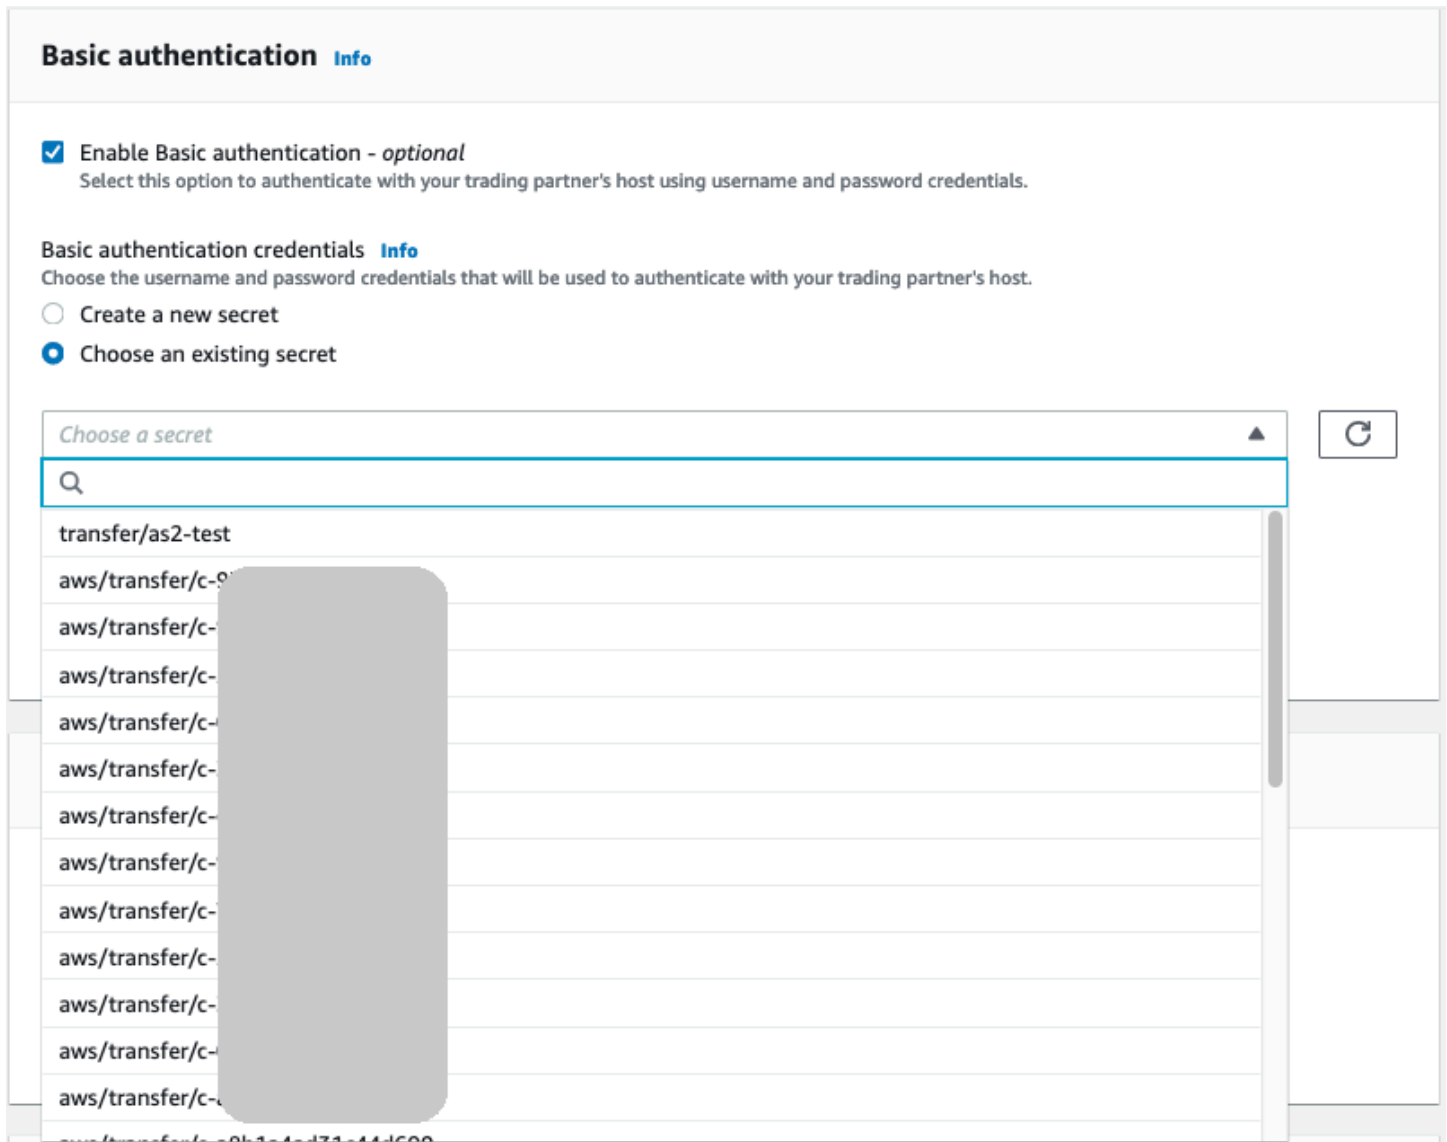 Basic authentication Info
Enable Basic authentication - optional
Select this option to authenticate with your trading partner's host using username and password credentials.
Basic authentication credentials Info
Choose the username and password credentials that will be used to authenticate with your trading partner's host.
Create a new secret
Choose an existing secret
Choose a secret
transfer/as2-test
aws/transfer/c-9
aws/transfer/c-
aws/transfer/c-
aws/transfer/c-
aws/transfer/c-
aws/transfer/c-
aws/transfer/c-
aws/transfer/c-
aws/transfer/c-
aws/transfer/c-
aws/transfer/c-
aws/transfer/c-